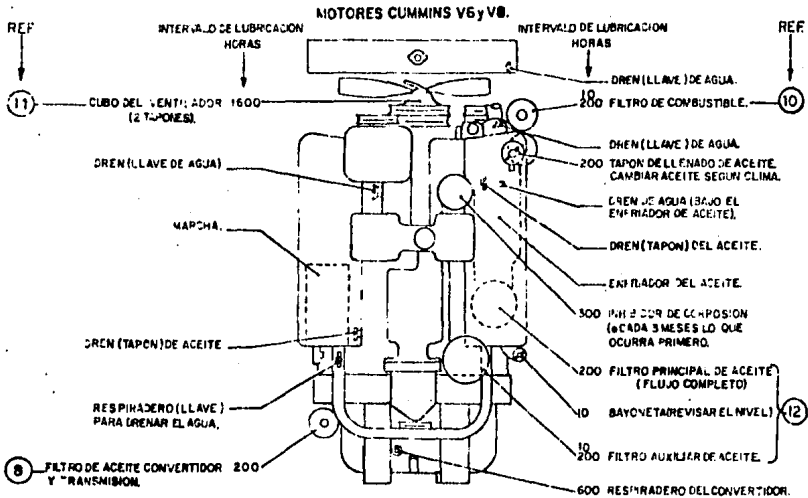 MOTORES CUMMINS V6 y V8.
REF
INTERVALO DE LUBRICACION
HORAS
INTERVALO DE LUBRICACION
HORAS
REF.
11
CUBO DEL VENTILADOR 1600
(2 TAPONES).
DREN (LLAVE DE AGUA)
MARCHA.
DREN (TAPON) DE ACEITE
RESPIRADERO (LLAVE)
PARA DRENAR EL AGUA,
8
FILTRO DE ACEITE CONVERTIDOR 200
Y TRANSMISION.
DREN (LLAVE) DE AGUA.
10
200 FILTRO DE COMBUSTIBLE.
10
DREN (LLAVE) DE AGUA.
200 TAPON DE LLENADO DE ACEITE.
CAMBIAR ACEITE SEGUN CLIMA.
DREN DE AGUA (BAJO EL
ENFRIADOR DE ACEITE).
DREN (TAPON) DEL ACEITE.
ENFRIADOR DEL ACEITE.
300 INHIBIDOR DE CORROSION
(o CADA 3 MESES LO QUE
OCURRA PRIMERO.
200 FILTRO PRINCIPAL DE ACEITE
(FLUJO COMPLETO)
10 BAYONETA (REVISAR EL NIVEL)
12
10
200 FILTRO AUXILIAR DE ACEITE.
600 RESPIRADERO DEL CONVERTIDOR.